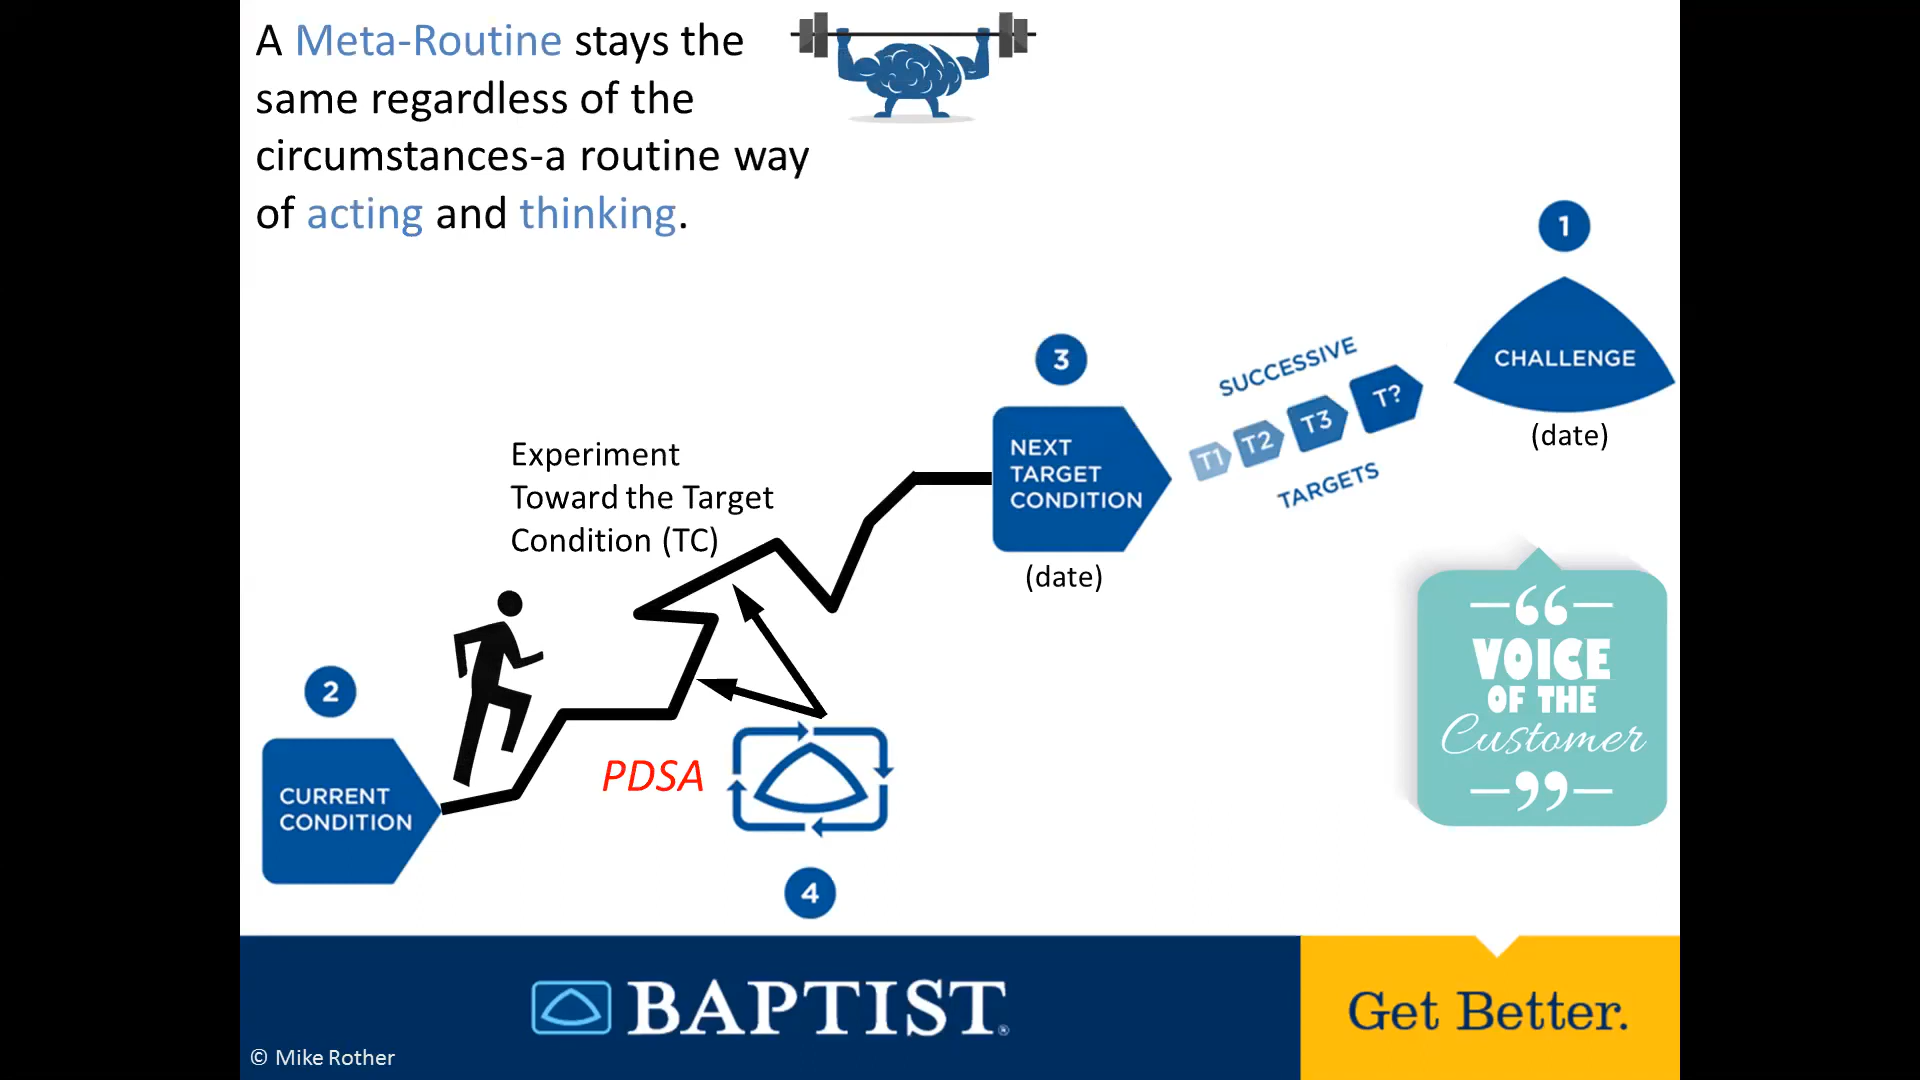 A Meta-Routine stays the
same regardless of the
circumstances-a routine way
of acting and thinking.
1
CHALLENGE
(date)
SUCCESSIVE
T1 T2 T3 T?
TARGETS
3
NEXT
TARGET
CONDITION
(date)
Experiment
Toward the Target
Condition (TC)
2
CURRENT
CONDITION
PDSA
4
“
VOICE
OF THE
Customer
”
BAPTIST®
Get Better.
© Mike Rother